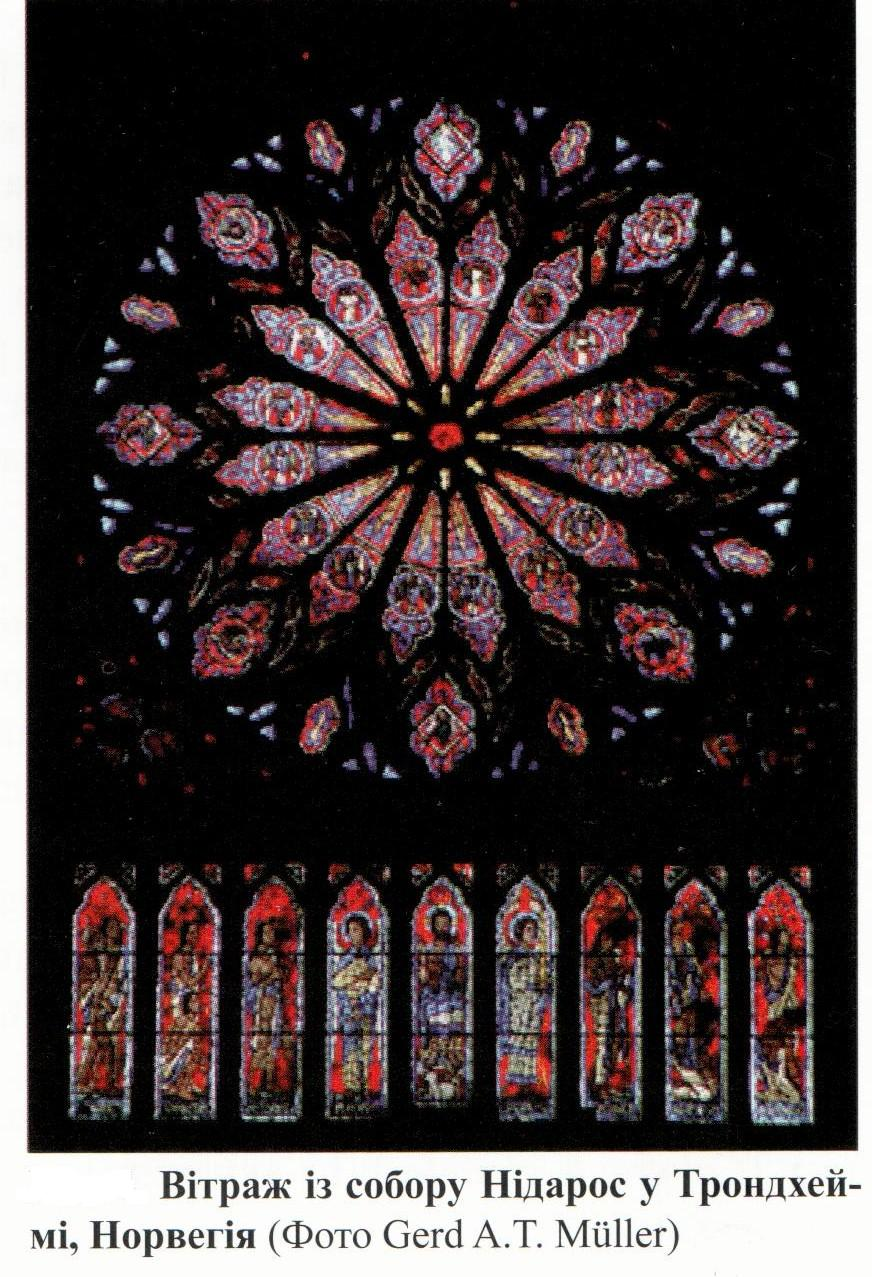 Вітраж із собору Нідарос у Трондхей-
мі, Норвегія (Фото Gerd A.T. Müller)